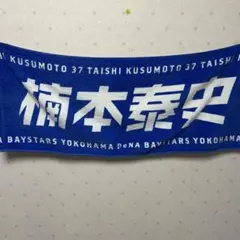 KUSUMOTO 37 TAISHI KUSUMOTO 37 TAISHI
楠本泰史
BAYSTARS YOKOHAMA DeNA BAYSTARS YOKOHAMA